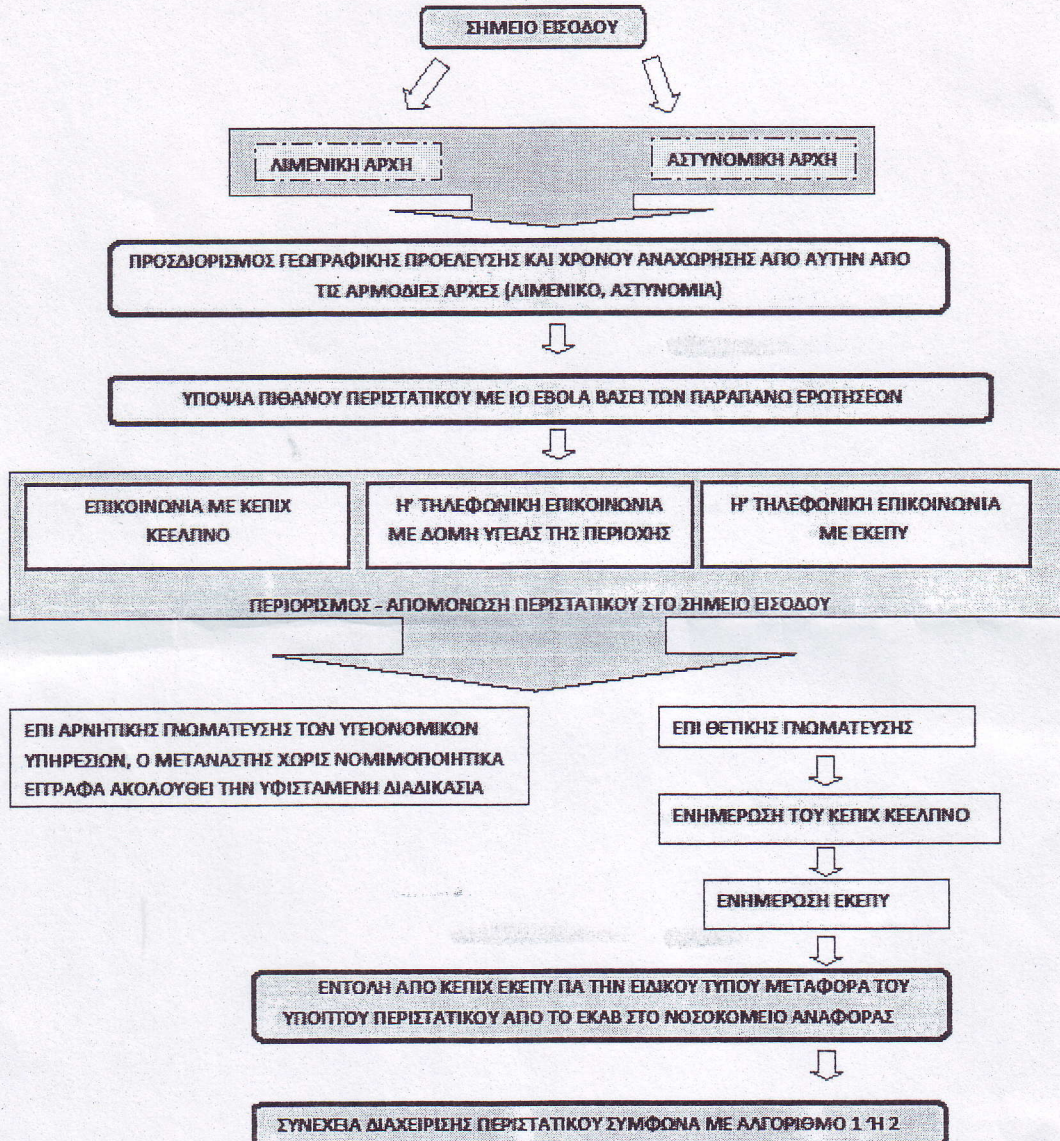 ΣΗΜΕΙΟ ΕΙΣΟΔΟΥ
ΛΙΜΕΝΙΚΗ ΑΡΧΗ
ΑΣΤΥΝΟΜΙΚΗ ΑΡΧΗ
ΠΡΟΣΔΙΟΡΙΣΜΟΣ ΓΕΩΓΡΑΦΙΚΗΣ ΠΡΟΕΛΕΥΣΗΣ ΚΑΙ ΧΡΟΝΟΥ ΑΝΑΧΩΡΗΣΗΣ ΑΠΟ ΑΥΤΗΝ ΑΠΟ
ΤΙΣ ΑΡΜΟΔΙΕΣ ΑΡΧΕΣ (ΛΙΜΕΝΙΚΟ, ΑΣΤΥΝΟΜΙΑ)
ΥΠΟΨΙΑ ΠΙΘΑΝΟΥ ΠΕΡΙΣΤΑΤΙΚΟΥ ΜΕ ΙΟ EBOLA ΒΑΣΕΙ ΤΩΝ ΠΑΡΑΠΑΝΩ ΕΡΩΤΗΣΕΩΝ
ΕΠΙΚΟΙΝΩΝΙΑ ΜΕ ΚΕΠΙΧ
ΚΕΕΛΠΝΟ
Η' ΤΗΛΕΦΩΝΙΚΗ ΕΠΙΚΟΙΝΩΝΙΑ
ΜΕ ΔΟΜΗ ΥΓΕΙΑΣ ΤΗΣ ΠΕΡΙΟΧΗΣ
Η' ΤΗΛΕΦΩΝΙΚΗ ΕΠΙΚΟΙΝΩΝΙΑ
ΜΕ ΕΚΕΠΥ
ΠΕΡΙΟΡΙΣΜΟΣ - ΑΠΟΜΟΝΩΣΗ ΠΕΡΙΣΤΑΤΙΚΟΥ ΣΤΟ ΣΗΜΕΙΟ ΕΙΣΟΔΟΥ
ΕΠΙ ΑΡΝΗΤΙΚΗΣ ΓΝΩΜΑΤΕΥΣΗΣ ΤΩΝ ΥΓΕΙΟΝΟΜΙΚΩΝ
ΥΠΗΡΕΣΙΩΝ, Ο ΜΕΤΑΝΑΣΤΗΣ ΧΩΡΙΣ ΝΟΜΙΜΟΠΟΙΗΤΙΚΑ
ΕΓΓΡΑΦΑ ΑΚΟΛΟΥΘΕΙ ΤΗΝ ΥΦΙΣΤΑΜΕΝΗ ΔΙΑΔΙΚΑΣΙΑ
ΕΠΙ ΘΕΤΙΚΗΣ ΓΝΩΜΑΤΕΥΣΗΣ
ΕΝΗΜΕΡΩΣΗ ΤΟΥ ΚΕΠΙΧ ΚΕΕΛΠΝΟ
ΕΝΗΜΕΡΩΣΗ ΕΚΕΠΥ
ΕΝΤΟΛΗ ΑΠΟ ΚΕΠΙΧ ΕΚΕΠΥ ΓΙΑ ΤΗΝ ΕΙΔΙΚΟΥ ΤΥΠΟΥ ΜΕΤΑΦΟΡΑ ΤΟΥ
ΥΠΟΠΤΟΥ ΠΕΡΙΣΤΑΤΙΚΟΥ ΑΠΟ ΤΟ ΕΚΑΒ ΣΤΟ ΝΟΣΟΚΟΜΕΙΟ ΑΝΑΦΟΡΑΣ
ΣΥΝΕΧΕΙΑ ΔΙΑΧΕΙΡΙΣΗΣ ΠΕΡΙΣΤΑΤΙΚΟΥ ΣΥΜΦΩΝΑ ΜΕ ΑΛΓΟΡΙΘΜΟ 1 Ή 2